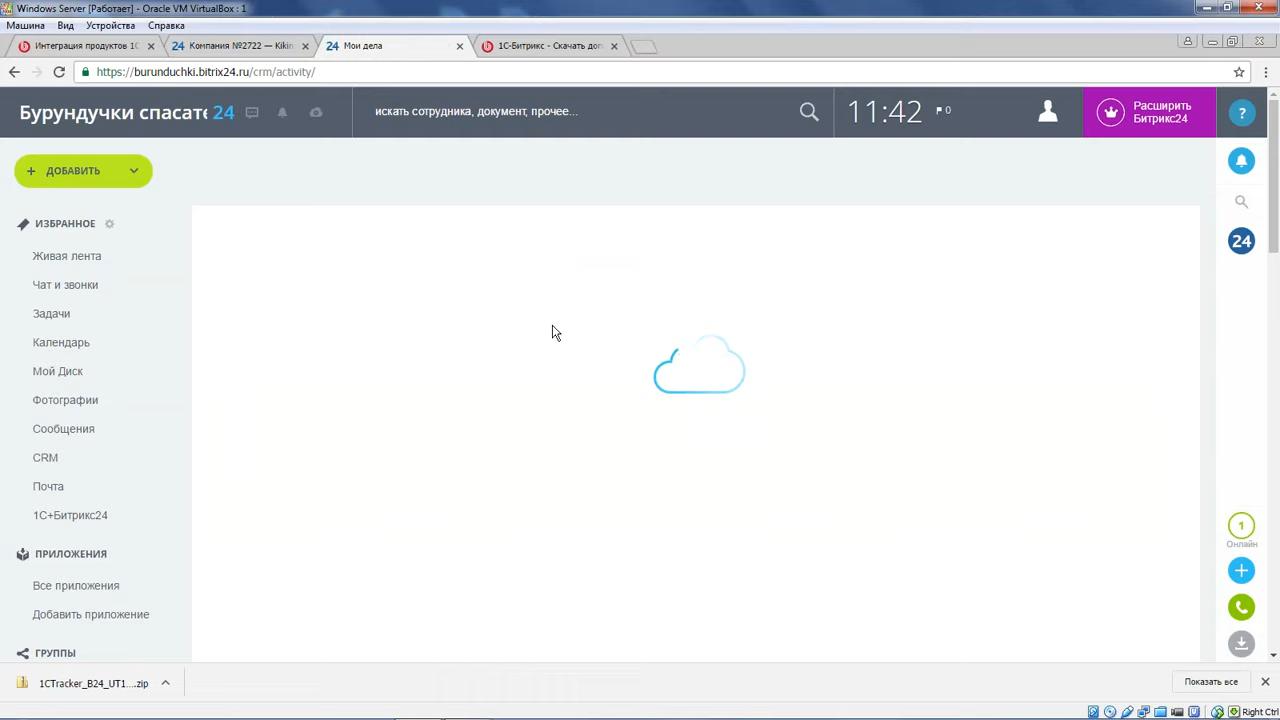 Windows Server [Работает] - Oracle VM VirtualBox : 1
Машина Вид Устройства Справка
Интеграция продуктов 1С 24 Компания №2722 — Kikin 24 Мои дела 1С-Битрикс - Скачать доп
https://burunduchki.bitrix24.ru/crm/activity/
Бурундучки спасате 24 искать сотрудника, документ, прочее... 11:42 0 Расширить
Битрикс24 ?
+ ДОБАВИТЬ
ИЗБРАННОЕ
Живая лента
24
Чат и звонки
Задачи
Календарь
Мой Диск
Фотографии
Сообщения
CRM
Почта
1С+Битрикс24
1
Онлайн
ПРИЛОЖЕНИЯ
Все приложения
Добавить приложение
ГРУППЫ
1CTracker_B24_UT1....zip Показать все
Right Ctrl